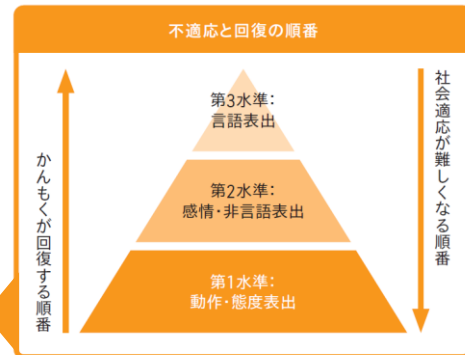 不適応と回復の順番
かんもくが回復する順番
第3水準：
言語表出
第2水準：
感情・非言語表出
第1水準：
動作・態度表出
社会適応が難しくなる順番